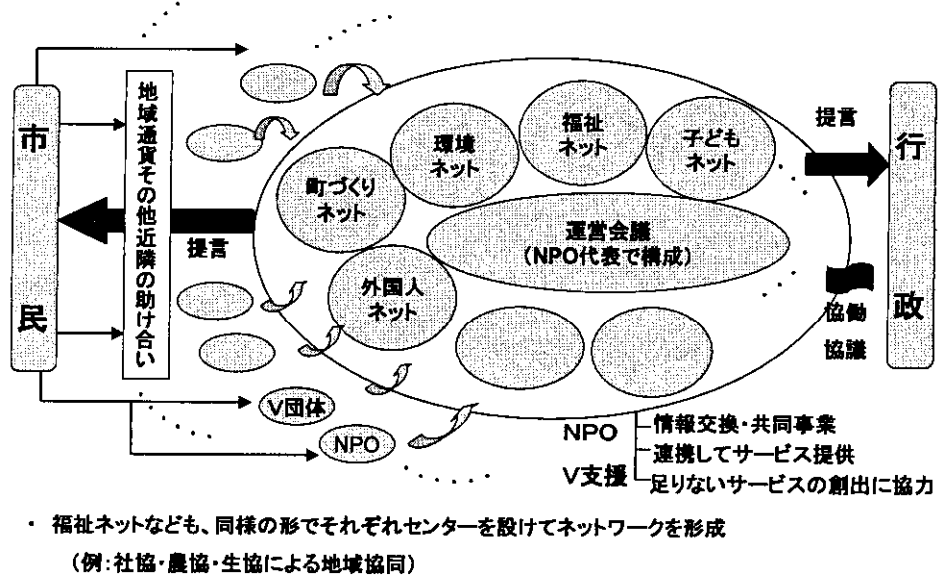 市民
地域通貨その他近隣の助け合い
提言
町づくり
ネット
環境
ネット
福祉
ネット
子ども
ネット
外国人
ネット
運営会議
(NPO代表で構成)
提言
行政
協働
協議
V団体
NPO
NPO
V支援
情報交換・共同事業
連携してサービス提供
足りないサービスの創出に協力
・ 福祉ネットなども、同様の形でそれぞれセンターを設けてネットワークを形成
(例:社協・農協・生協による地域協同)